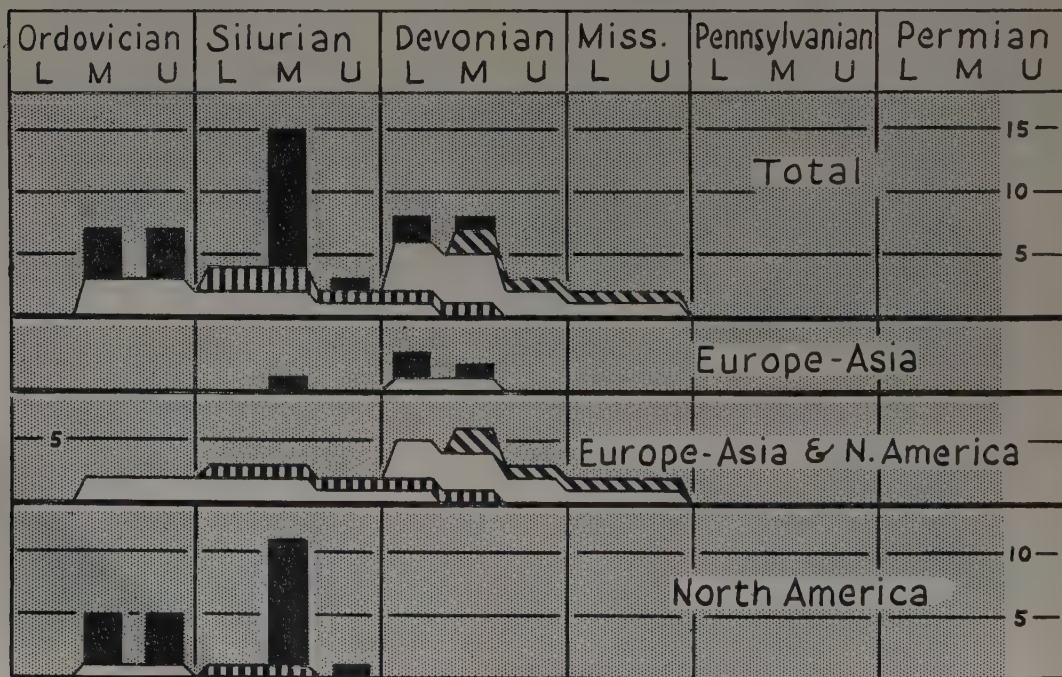 Ordovician Silurian Devonian Miss. Pennsylvanian Permian
L M U L M U L M U L U L M U L M U
15
Total
10
5
Europe-Asia
5
Europe-Asia & N. America
10
North America
5